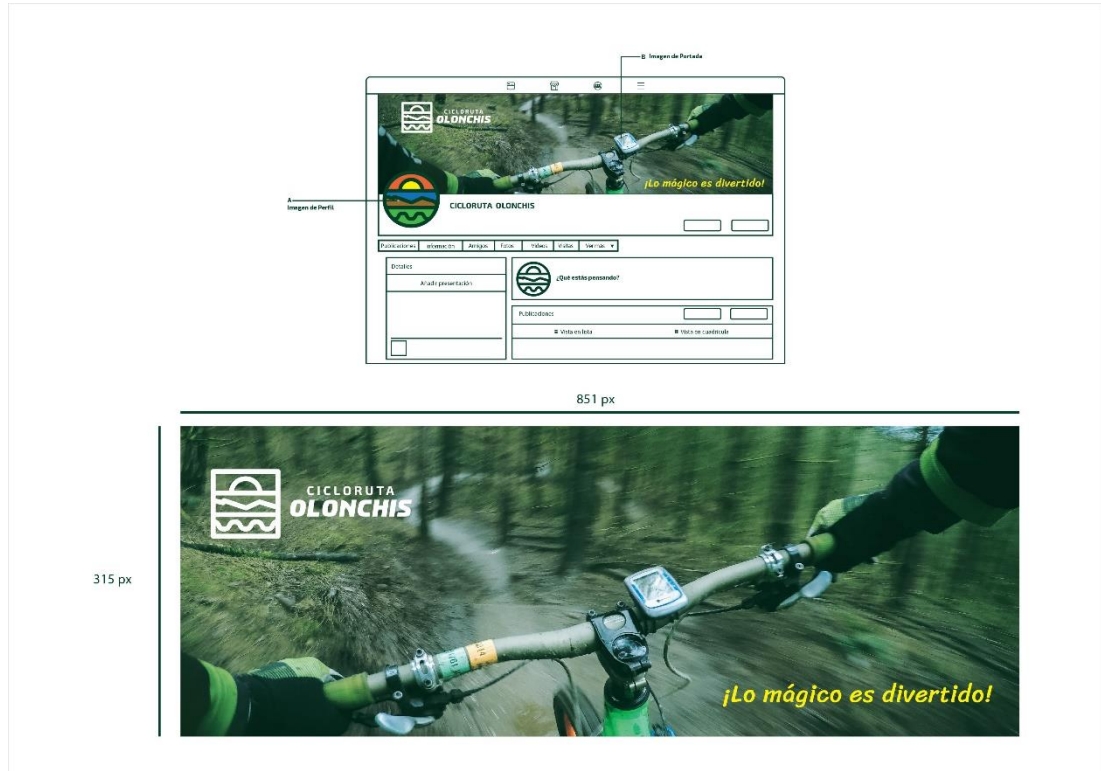 B Imagen de Portada
CICLORUTA
OLONCHIS
¡Lo mágico es divertido!
A
Imagen de Perfil
CICLORUTA OLONCHIS
Publicaciones Información Amigos Fotos Videos Visitas Ver mas
Detalles
Añadir presentación
¿Qué estás pensando?
Publicaciones
Vista en lista
Vista de cuadrícula
851 px
315 px
CICLORUTA
OLONCHIS
¡Lo mágico es divertido!